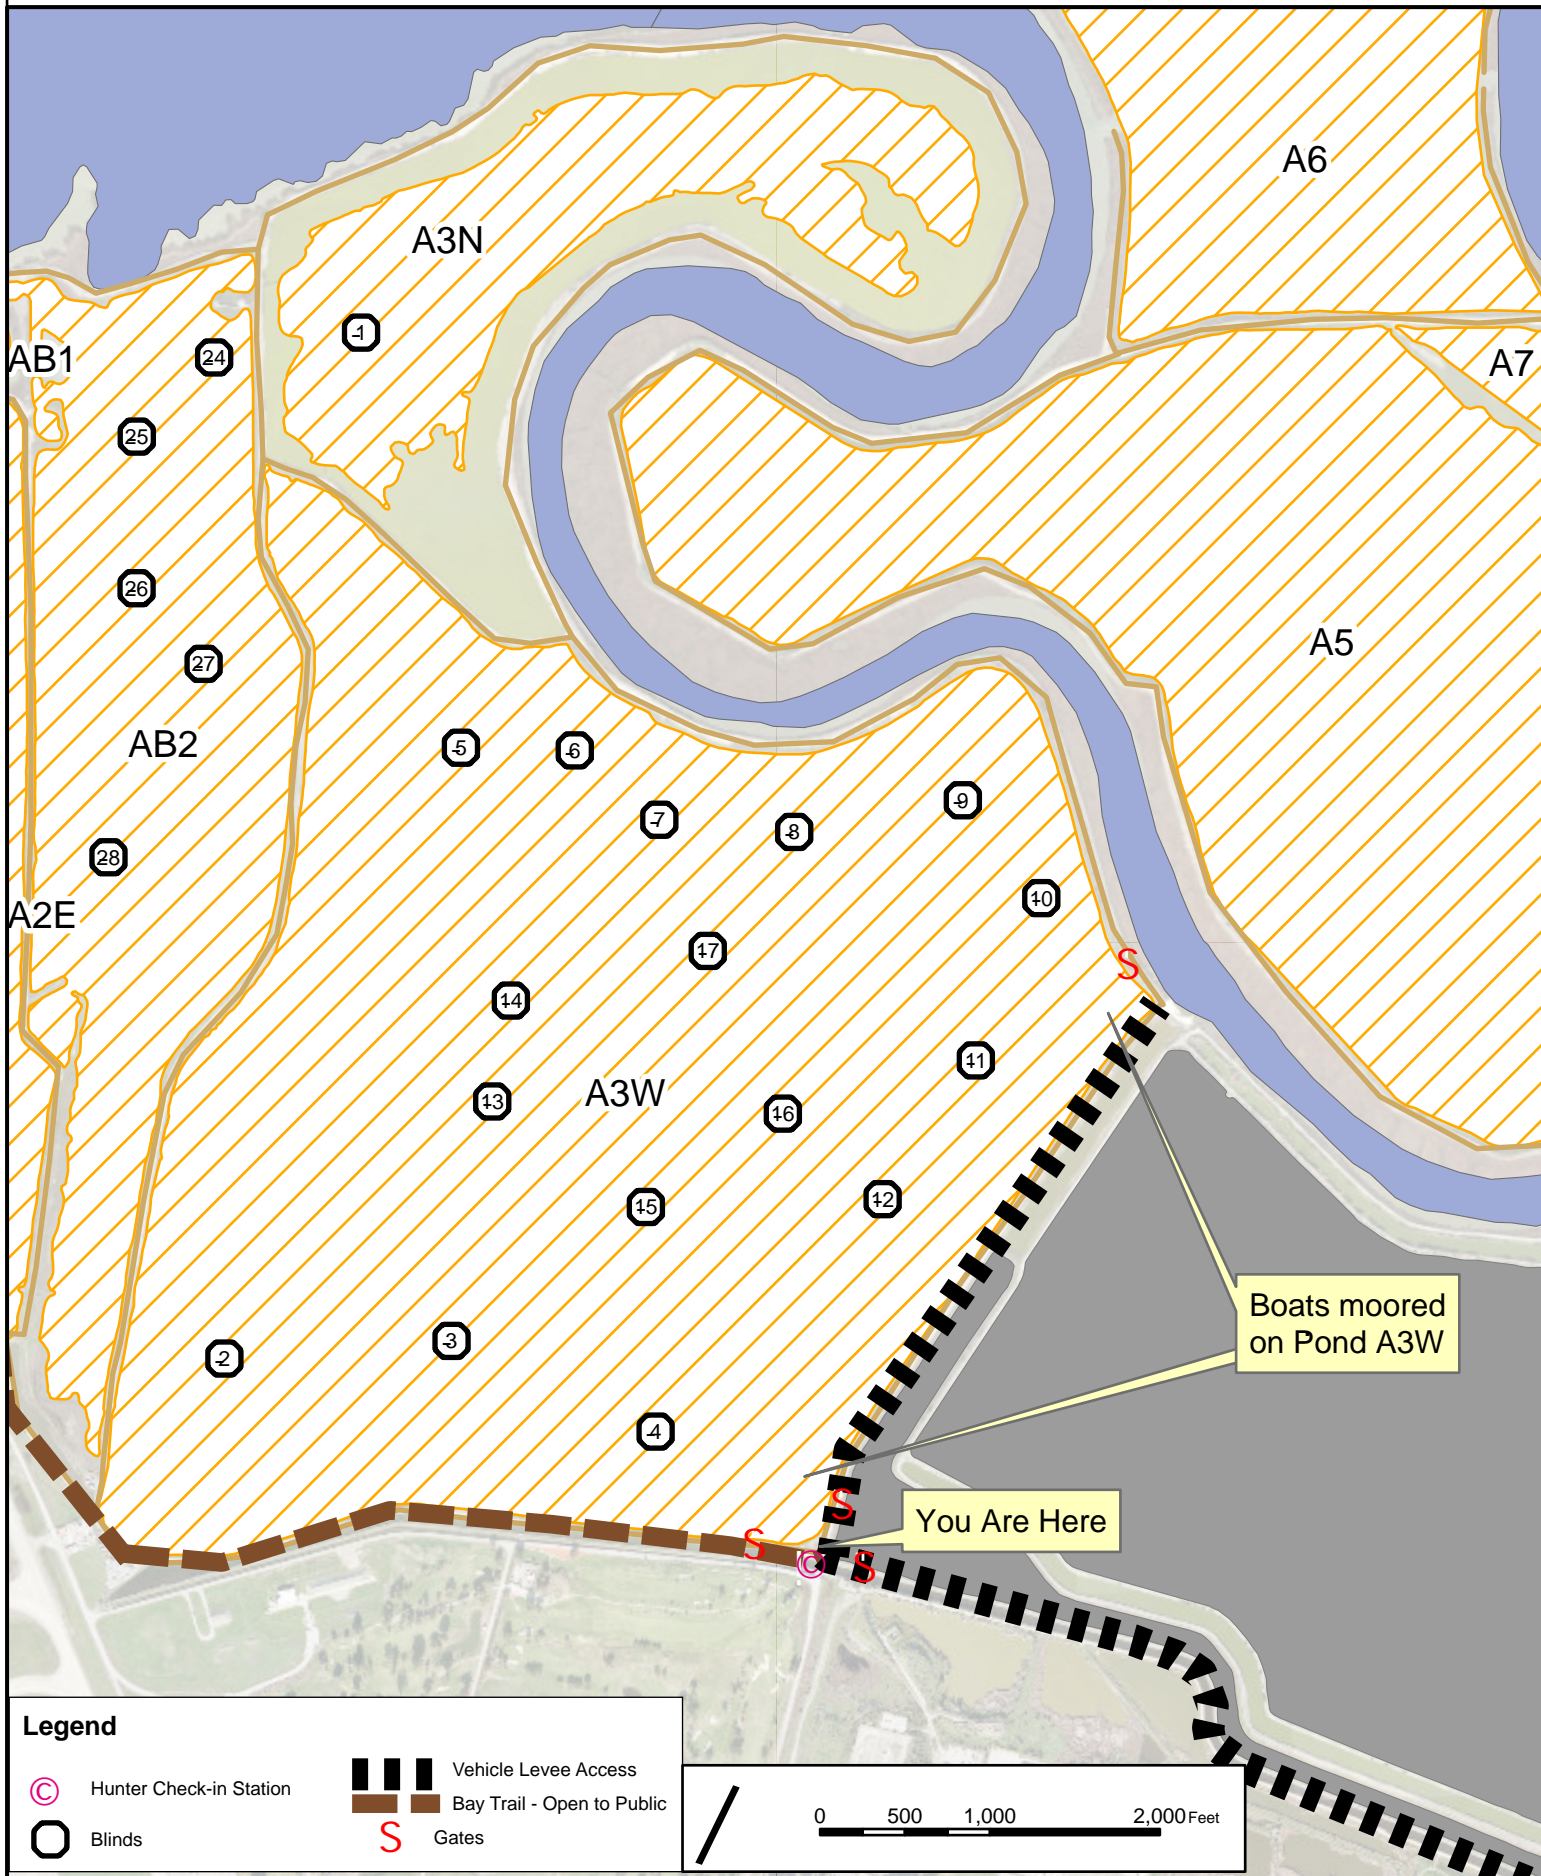 A6
A3N
1
AB1
24
A7
25
26
A5
27
AB2
5
6
9
7
8
28
10
A2E
17
S
14
11
13
A3W
16
12
15
Boats moored
on Pond A3W
3
2
4
S
You Are Here
S
©
S
Legend
© Hunter Check-in Station
Vehicle Levee Access
Bay Trail - Open to Public
Blinds
S Gates
0 500 1,000 2,000 Feet